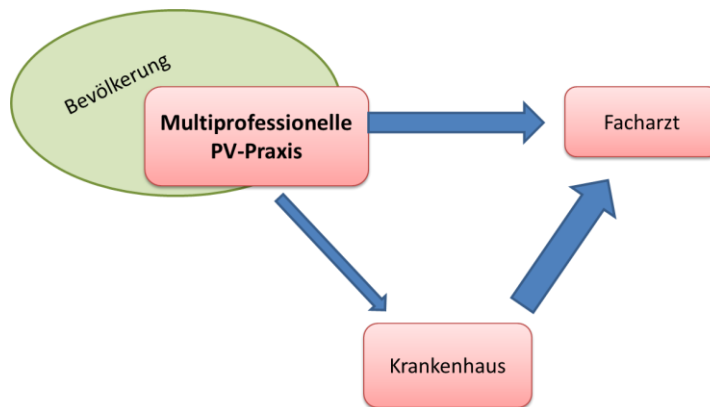 Bevölkerung
Multiprofessionelle
PV-Praxis
Facharzt
Krankenhaus